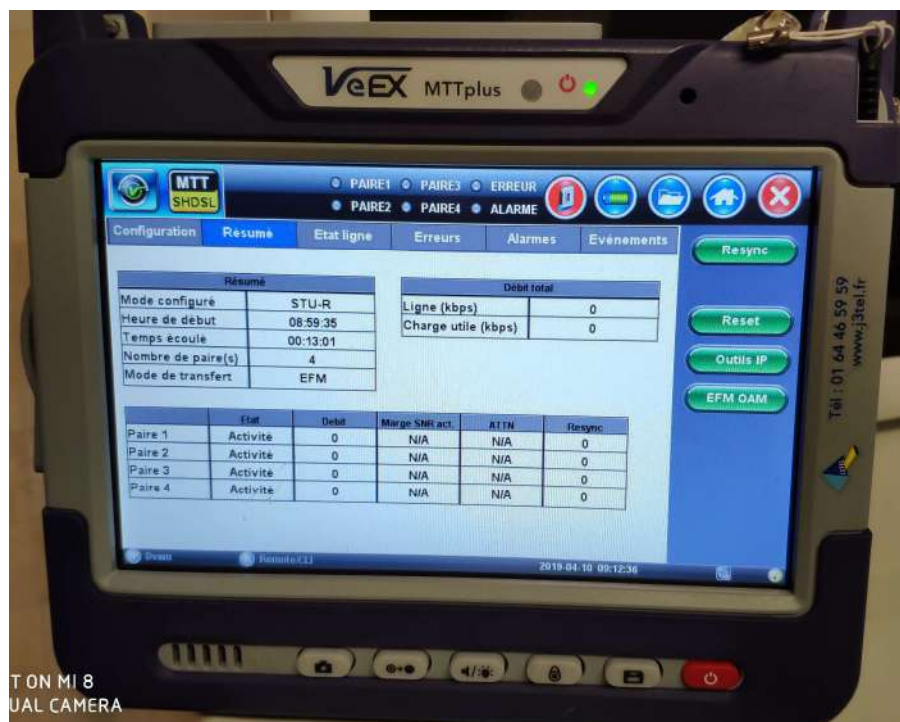 VeEX MTTplus
MTT
SHDSL
PAIRE1 PAIRE3 ERREUR
PAIRE2 PAIRE4 ALARME
Configuration Résumé Etat ligne Erreurs Alarmes Evénements
Resync
Reset
Outils IP
EFM OAM
Résumé
Mode configuré STU-R
Heure de début 08:59:35
Temps écoulé 00:13:01
Nombre de paire(s) 4
Mode de transfert EFM
Débit total
Ligne (kbps) 0
Charge utile (kbps) 0
Etat Debit Marge SNR act. ATTN Resync
Paire 1 Activité 0 N/A N/A 0
Paire 2 Activité 0 N/A N/A 0
Paire 3 Activité 0 N/A N/A 0
Paire 4 Activité 0 N/A N/A 0
Remote/CLI
2019-04-10 09:12:36
Tél : 01 64 46 59 59
www.j3tel.fr
T ON MI 8
UAL CAMERA